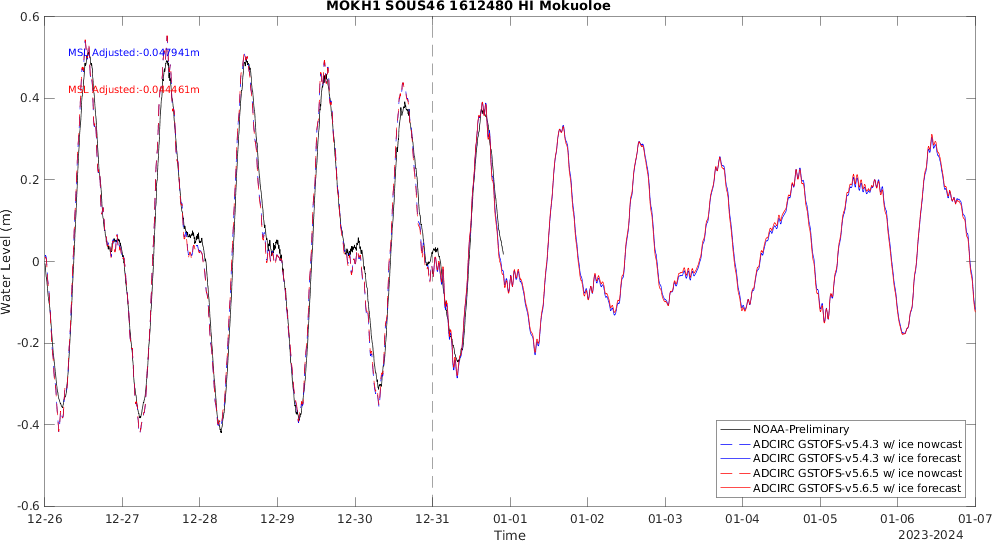 MOKH1 SOUS46 1612480 HI Mokuoloe
0.6
MSL Adjusted:-0.047941m
0.4
MSL Adjusted:-0.044461m
0.2
Water Level (m)
0
-0.2
-0.4
NOAA-Preliminary
ADCIRC GSTOFS-v5.4.3 w/ ice nowcast
ADCIRC GSTOFS-v5.4.3 w/ ice forecast
ADCIRC GSTOFS-v5.6.5 w/ ice nowcast
ADCIRC GSTOFS-v5.6.5 w/ ice forecast
-0.6
12-26 12-27 12-28 12-29 12-30 12-31 01-01 01-02 01-03 01-04 01-05 01-06 01-07
Time
2023-2024